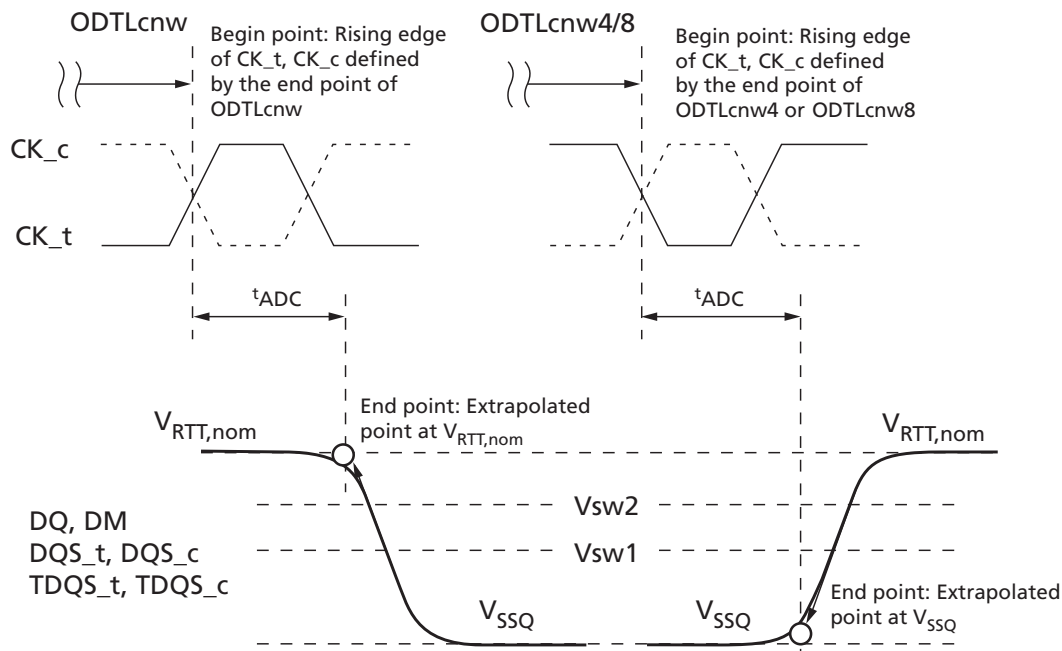 ODTLcnw
Begin point: Rising edge
of CK_t, CK_c defined
by the end point of
ODTLcnw
ODTLcnw4/8
Begin point: Rising edge
of CK_t, CK_c defined
by the end point of
ODTLcnw4 or ODTLcnw8
CK_c
CK_t
tADC
tADC
VRTT,nom
End point: Extrapolated
point at VRTT,nom
VRTT,nom
Vsw2
Vsw1
DQ, DM
DQS_t, DQS_c
TDQS_t, TDQS_c
VSSQ
VSSQ
End point: Extrapolated
point at VSSQ